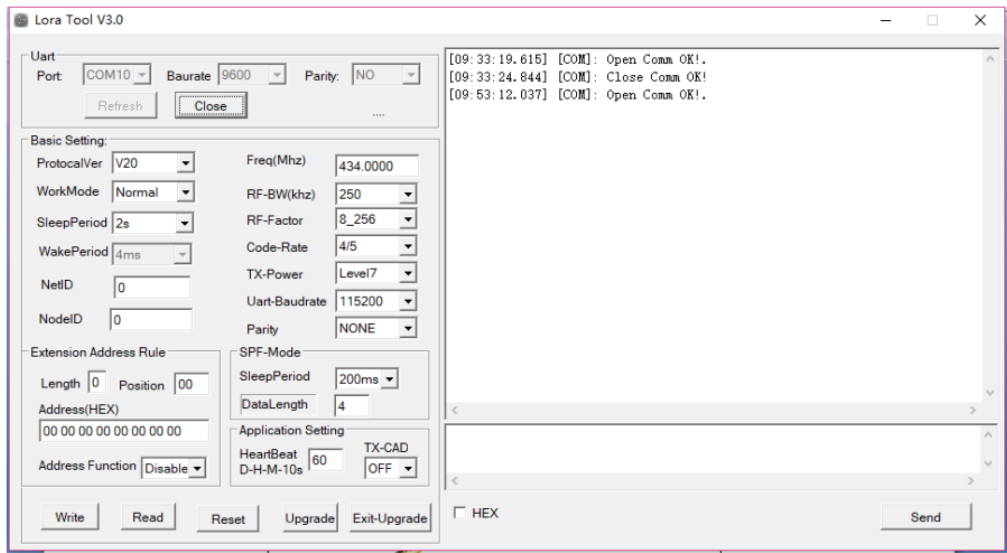 Lora Tool V3.0
Uart
Port: COM10 Baurate 9600 Parity: NO
Refresh Close ....
[09:33:19.615] [COM]: Open Comm OK!.
[09:33:24.844] [COM]: Close Comm OK!
[09:53:12.037] [COM]: Open Comm OK!.
Basic Setting:
ProtocalVer V20 Freq(Mhz) 434.0000
WorkMode Normal RF-BW(khz) 250
SleepPeriod 2s RF-Factor 8_256
WakePeriod 4ms Code-Rate 4/5
TX-Power Level7
NetID 0 Uart-Baudrate 115200
NodeID 0 Parity NONE
Extension Address Rule
Length 0 Position 00
Address(HEX)
00 00 00 00 00 00 00 00
Address Function Disable
SPF-Mode
SleepPeriod 200ms
DataLength 4
Application Setting
HeartBeat
D-H-M-10s 60
TX-CAD
OFF
Write Read Reset Upgrade Exit-Upgrade
HEX Send